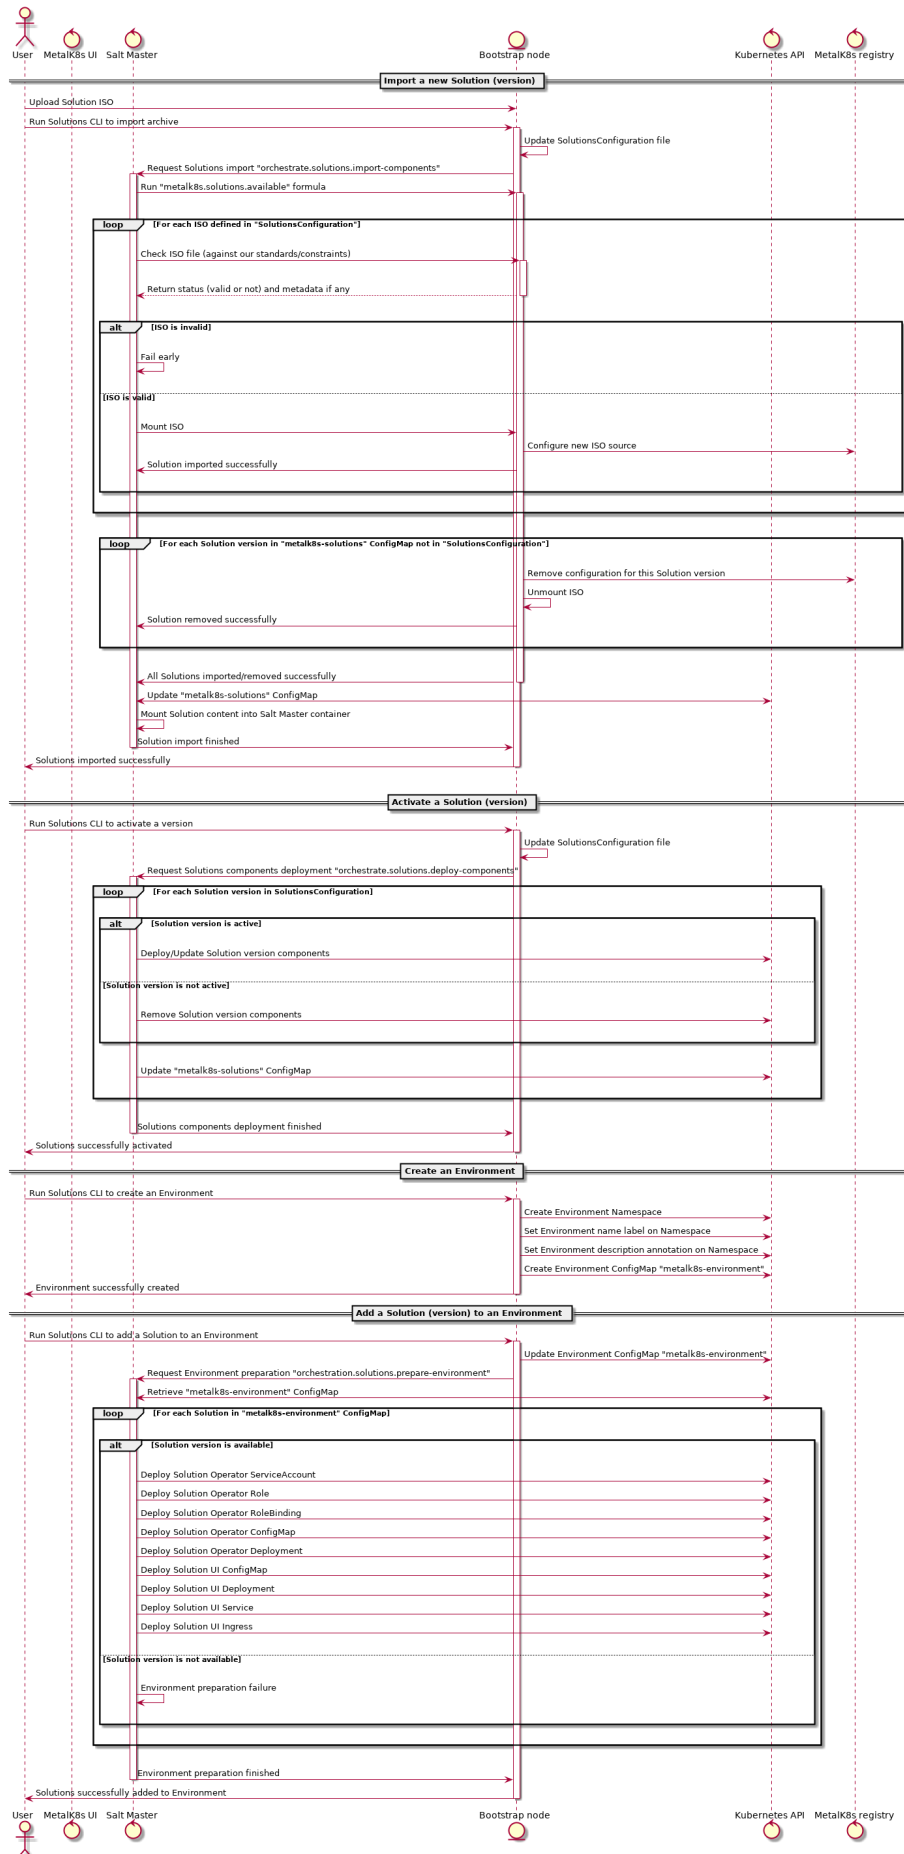 User
MetalK8s UI
Salt Master
Bootstrap node
Kubernetes API
MetalK8s registry
Import a new Solution (version)
Upload Solution ISO
Run Solutions CLI to import archive
Update SolutionsConfiguration file
Request Solutions import "orchestrate.solutions.import-components"
Run "metalk8s.solutions.available" formula
loop
[For each ISO defined in "SolutionsConfiguration"]
Check ISO file (against our standards/constraints)
Return status (valid or not) and metadata if any
alt
[ISO is invalid]
Fail early
[ISO is valid]
Mount ISO
Configure new ISO source
Solution imported successfully
loop
[For each Solution version in "metalk8s-solutions" ConfigMap not in "SolutionsConfiguration"]
Remove configuration for this Solution version
Unmount ISO
Solution removed successfully
All Solutions imported/removed successfully
Update "metalk8s-solutions" ConfigMap
Mount Solution content into Salt Master container
Solution import finished
Solutions imported successfully
Activate a Solution (version)
Run Solutions CLI to activate a version
Update SolutionsConfiguration file
Request Solutions components deployment "orchestrate.solutions.deploy-components"
loop
[For each Solution version in SolutionsConfiguration]
alt
[Solution version is active]
Deploy/Update Solution version components
[Solution version is not active]
Remove Solution version components
Update "metalk8s-solutions" ConfigMap
Solutions components deployment finished
Solutions successfully activated
Create an Environment
Run Solutions CLI to create an Environment
Create Environment Namespace
Set Environment name label on Namespace
Set Environment description annotation on Namespace
Create Environment ConfigMap "metalk8s-environment"
Environment successfully created
Add a Solution (version) to an Environment
Run Solutions CLI to add a Solution to an Environment
Update Environment ConfigMap "metalk8s-environment"
Request Environment preparation "orchestration.solutions.prepare-environment"
Retrieve "metalk8s-environment" ConfigMap
loop
[For each Solution in "metalk8s-environment" ConfigMap]
alt
[Solution version is available]
Deploy Solution Operator ServiceAccount
Deploy Solution Operator Role
Deploy Solution Operator RoleBinding
Deploy Solution Operator ConfigMap
Deploy Solution Operator Deployment
Deploy Solution UI ConfigMap
Deploy Solution UI Deployment
Deploy Solution UI Service
Deploy Solution UI Ingress
[Solution version is not available]
Environment preparation failure
Environment preparation finished
Solutions successfully added to Environment
User
MetalK8s UI
Salt Master
Bootstrap node
Kubernetes API
MetalK8s registry